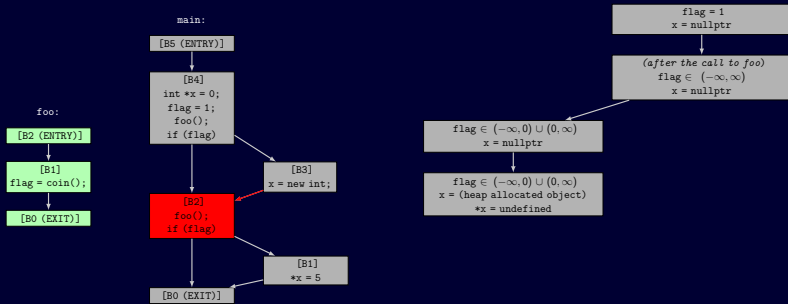 foo:
[B2 (ENTRY)]
[B1]
flag = coin();
[B0 (EXIT)]
main:
[B5 (ENTRY)]
[B4]
int *x = 0;
flag = 1;
foo();
if (flag)
[B3]
x = new int;
[B2]
foo();
if (flag)
[B1]
*x = 5
[B0 (EXIT)]
flag = 1
x = nullptr
(after the call to foo)
flag ∈ (−∞, ∞)
x = nullptr
flag ∈ (−∞, 0) ∪ (0, ∞)
x = nullptr
flag ∈ (−∞, 0) ∪ (0, ∞)
x = (heap allocated object)
*x = undefined